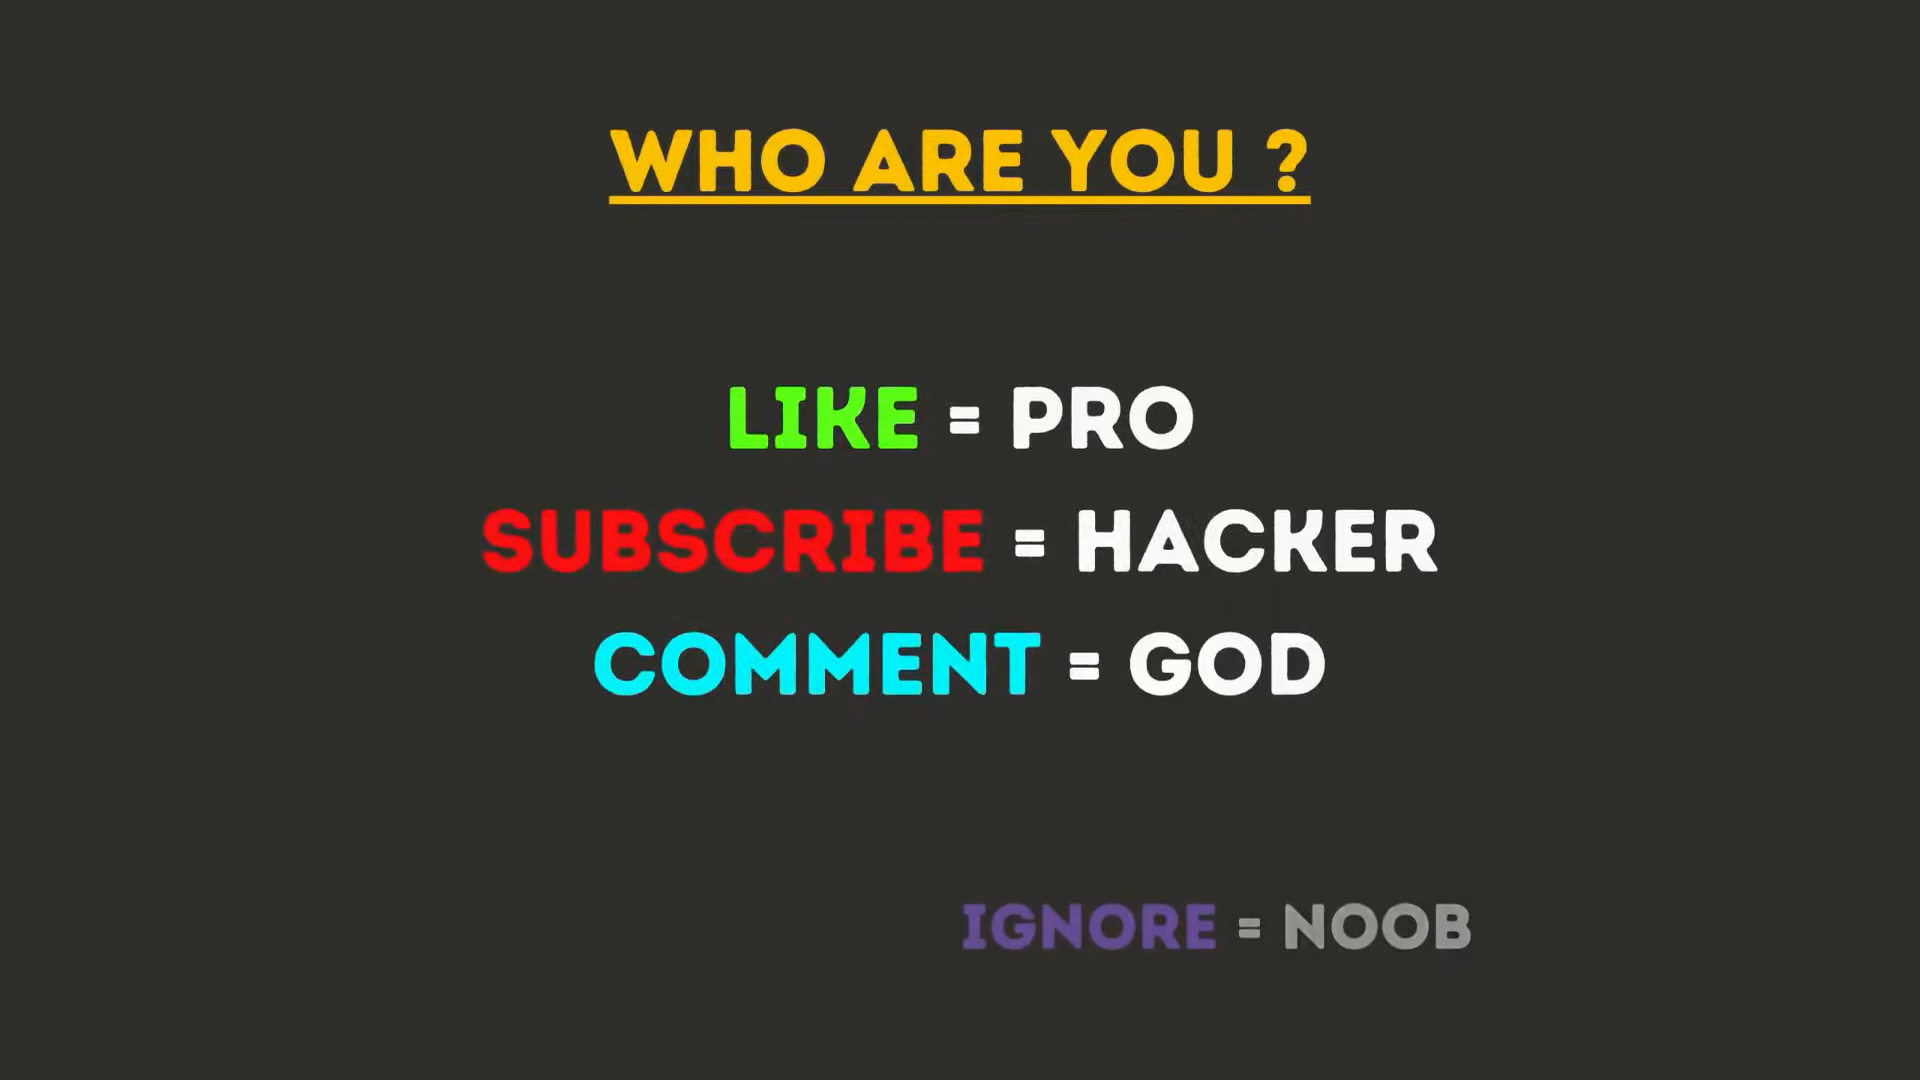 WHO ARE YOU ?
LIKE = PRO
SUBSCRIBE = HACKER
COMMENT = GOD
IGNORE = NOOB